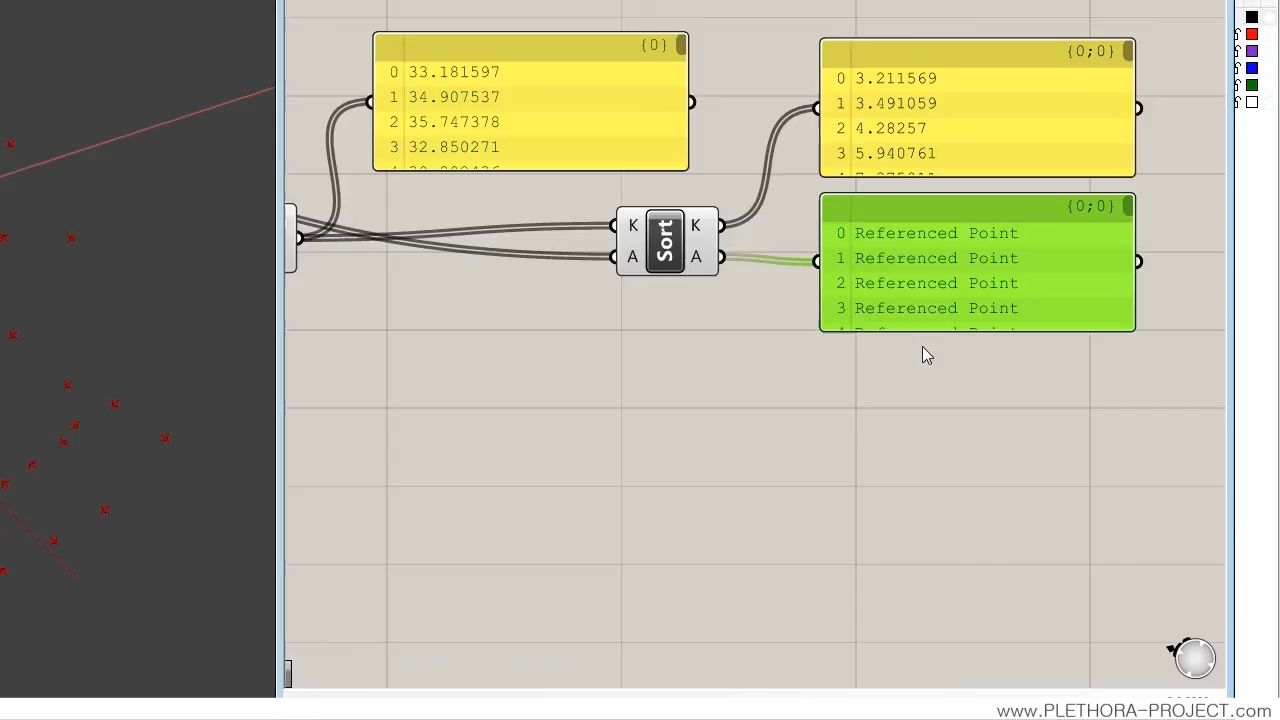 {0}
0 33.181597
1 34.907537
2 35.747378
3 32.850271
{0;0}
0 3.211569
1 3.491059
2 4.28257
3 5.940761
K Sort K
A A
{0;0}
0 Referenced Point
1 Referenced Point
2 Referenced Point
3 Referenced Point
www.PLETHORA-PROJECT.com